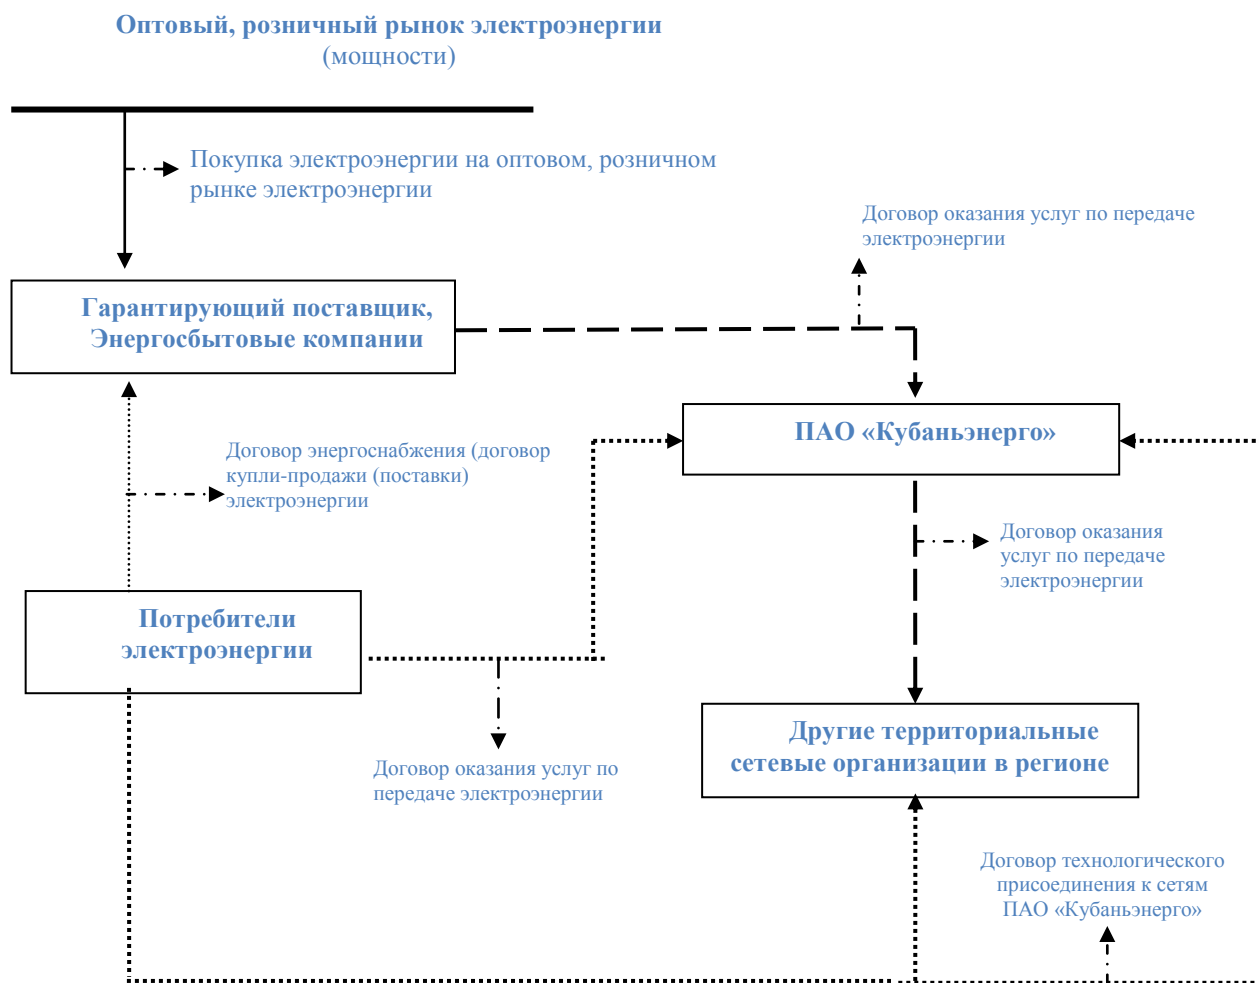 Оптовый, розничный рынок электроэнергии
(мощности)
Покупка электроэнергии на оптовом, розничном
рынке электроэнергии
Договор оказания услуг по передаче
электроэнергии
Гарантирующий поставщик,
Энергосбытовые компании
ПАО «Кубаньэнерго»
Договор энергоснабжения (договор
купли-продажи (поставки)
электроэнергии
Договор оказания
услуг по передаче
электроэнергии
Потребители
электроэнергии
Другие территориальные
сетевые организации в регионе
Договор оказания услуг по
передаче электроэнергии
Договор технологического
присоединения к сетям
ПАО «Кубаньэнерго»